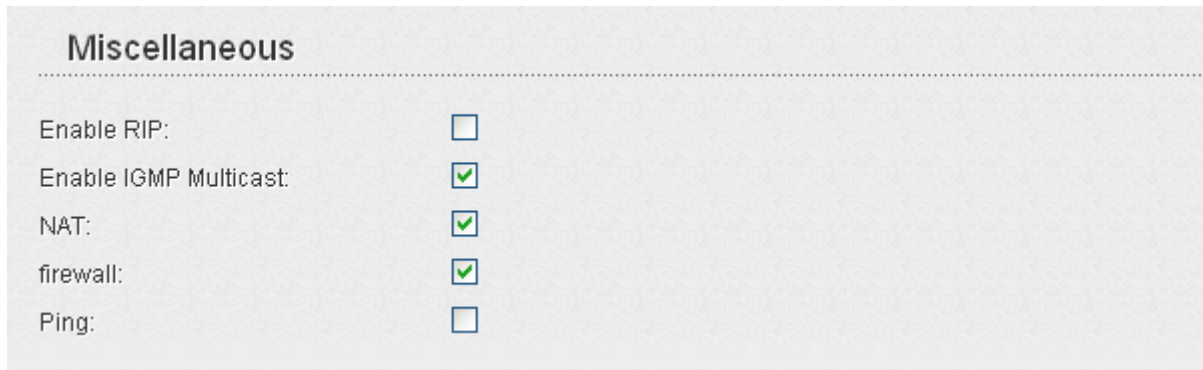 Miscellaneous
Enable RIP:
Enable IGMP Multicast:
NAT:
firewall:
Ping: